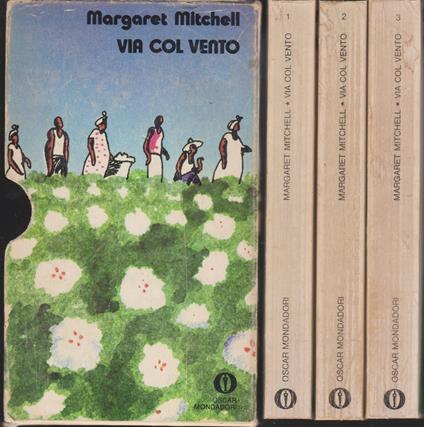 Margaret Mitchell
VIA COL VENTO
OSCAR
MONDADORI
1
MARGARET MITCHELL • VIA COL VENTO
OSCAR MONDADORI
2
MARGARET MITCHELL • VIA COL VENTO
OSCAR MONDADORI
3
MARGARET MITCHELL • VIA COL VENTO
OSCAR MONDADORI